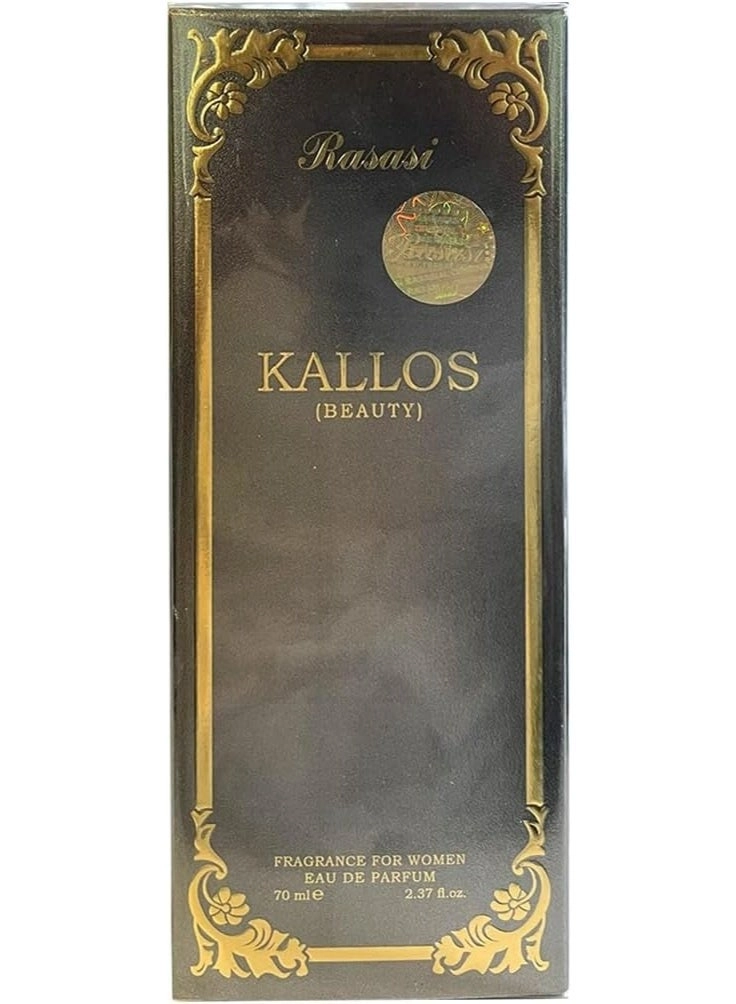 Rasasi
KALLOS
(BEAUTY)
FRAGRANCE FOR WOMEN
EAU DE PARFUM
70 ml ℮ 2.37 fl.oz.